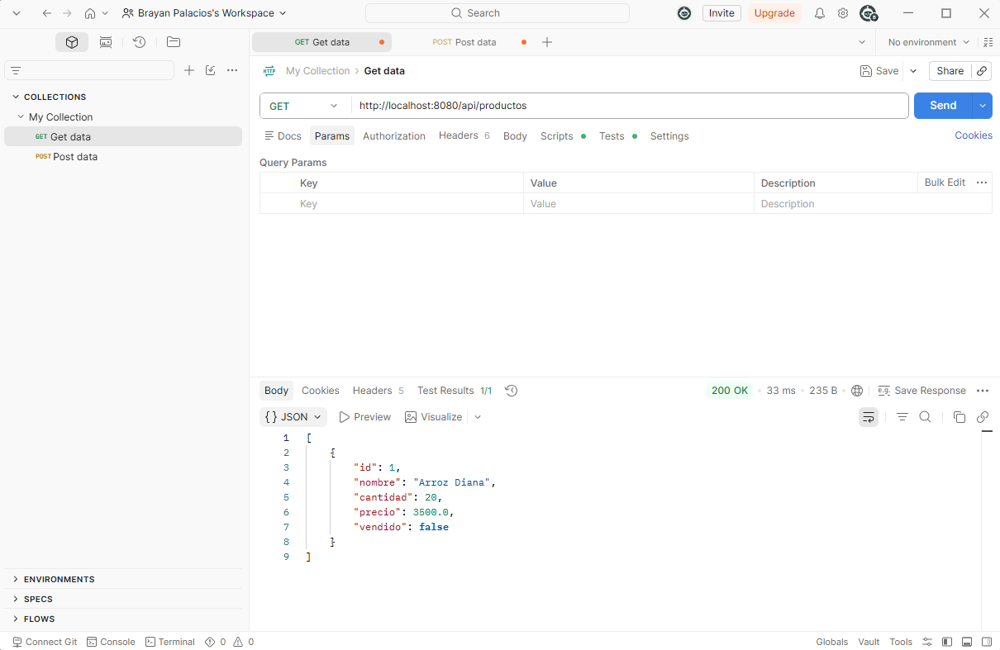 Brayan Palacios's Workspace
Search
Invite
Upgrade
GET Get data
POST Post data
No environment
HTTP
My Collection > Get data
Save
Share
COLLECTIONS
My Collection
GET Get data
POST Post data
GET
http://localhost:8080/api/productos
Send
Docs
Params
Authorization
Headers 6
Body
Scripts
Tests
Settings
Cookies
Query Params
Key
Value
Description
Bulk Edit
Key
Value
Description
Body
Cookies
Headers 5
Test Results 1/1
200 OK
33 ms
235 B
e.g. Save Response
{} JSON
Preview
Visualize
1 [
2 {
3 "id": 1,
4 "nombre": "Arroz Diana",
5 "cantidad": 20,
6 "precio": 3500.0,
7 "vendido": false
8 }
9 ]
ENVIRONMENTS
SPECS
FLOWS
Connect Git
Console
Terminal
0
0
Globals
Vault
Tools